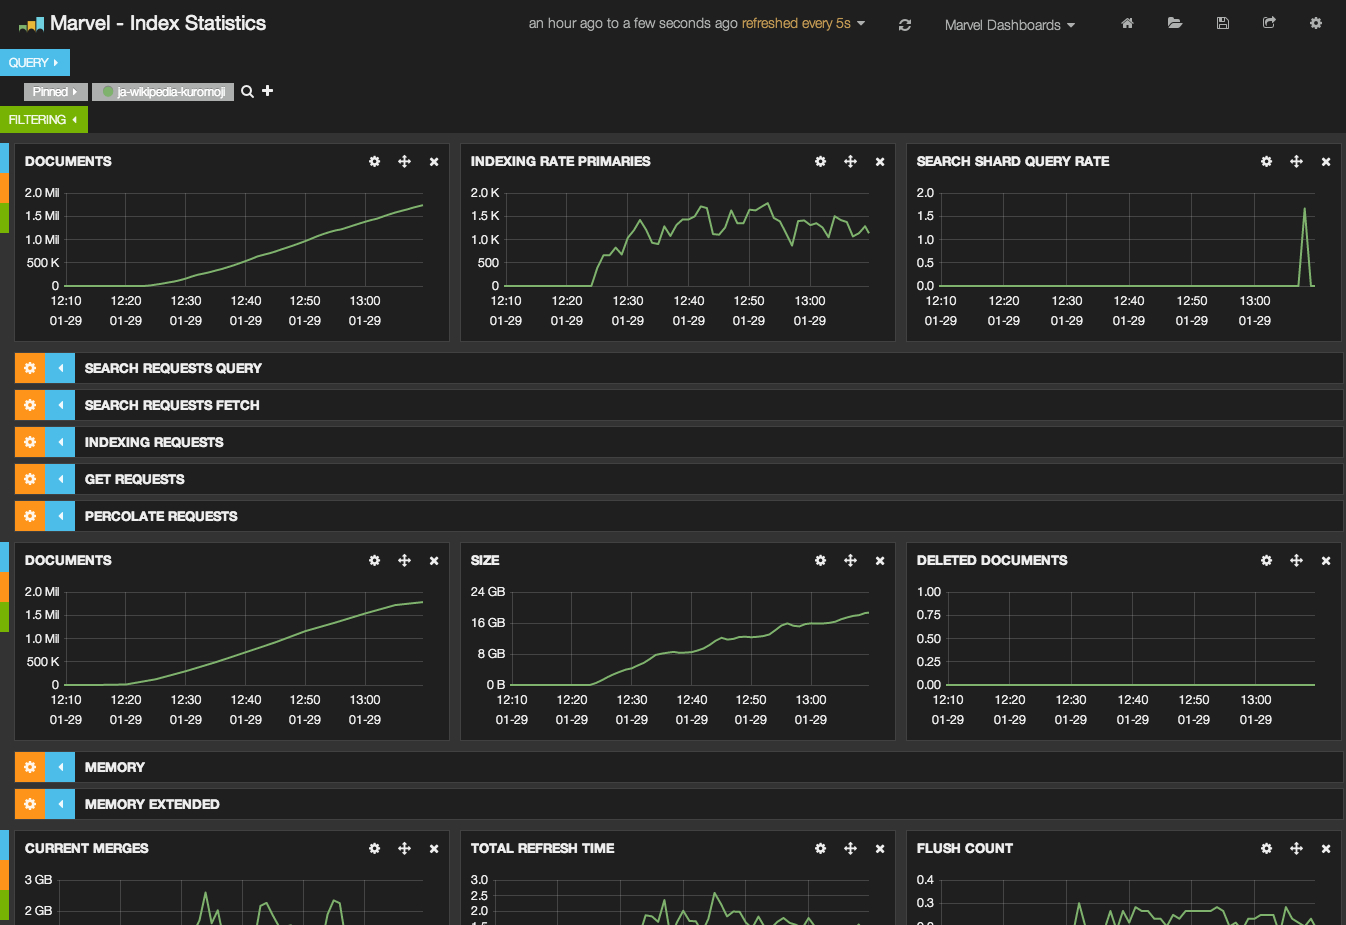 Marvel - Index Statistics
an hour ago to a few seconds ago refreshed every 5s
Marvel Dashboards
QUERY
Pinned
ja-wikipedia-kuromoji
FILTERING
DOCUMENTS
2.0 Mil
1.5 Mil
1.0 Mil
500 K
0
12:10 12:20 12:30 12:40 12:50 13:00
01-29 01-29 01-29 01-29 01-29 01-29
INDEXING RATE PRIMARIES
2.0 K
1.5 K
1.0 K
500
0
12:10 12:20 12:30 12:40 12:50 13:00
01-29 01-29 01-29 01-29 01-29 01-29
SEARCH SHARD QUERY RATE
2.0
1.5
1.0
0.5
0.0
12:10 12:20 12:30 12:40 12:50 13:00
01-29 01-29 01-29 01-29 01-29 01-29
SEARCH REQUESTS QUERY
SEARCH REQUESTS FETCH
INDEXING REQUESTS
GET REQUESTS
PERCOLATE REQUESTS
DOCUMENTS
2.0 Mil
1.5 Mil
1.0 Mil
500 K
0
12:10 12:20 12:30 12:40 12:50 13:00
01-29 01-29 01-29 01-29 01-29 01-29
SIZE
24 GB
16 GB
8 GB
0 B
12:10 12:20 12:30 12:40 12:50 13:00
01-29 01-29 01-29 01-29 01-29 01-29
DELETED DOCUMENTS
1.00
0.75
0.50
0.25
0.00
12:10 12:20 12:30 12:40 12:50 13:00
01-29 01-29 01-29 01-29 01-29 01-29
MEMORY
MEMORY EXTENDED
CURRENT MERGES
3 GB
2 GB
TOTAL REFRESH TIME
3.0
2.5
2.0
FLUSH COUNT
0.4
0.3